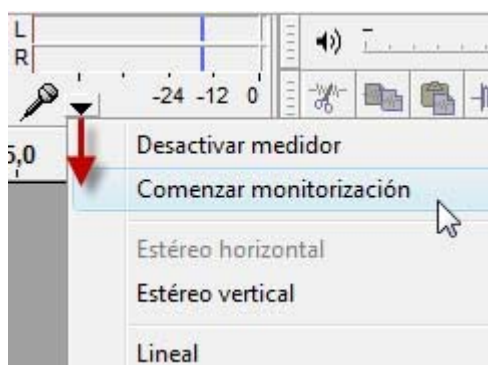 L
R
-24 -12 0
5,0
Desactivar medidor
Comenzar monitorización
Estéreo horizontal
Estéreo vertical
Lineal